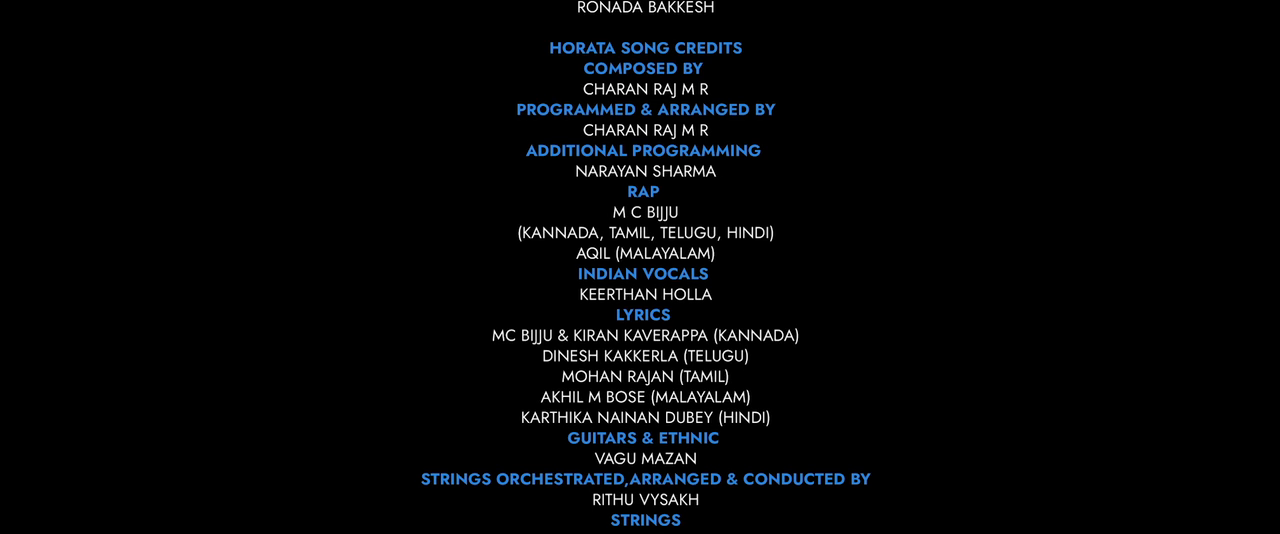 RONADA BAKKESH
HORATA SONG CREDITS
COMPOSED BY
CHARAN RAJ M R
PROGRAMMED & ARRANGED BY
CHARAN RAJ M R
ADDITIONAL PROGRAMMING
NARAYAN SHARMA
RAP
M C BIJJU
(KANNADA, TAMIL, TELUGU, HINDI)
AQIL (MALAYALAM)
INDIAN VOCALS
KEERTHAN HOLLA
LYRICS
MC BIJJU & KIRAN KAVERAPPA (KANNADA)
DINESH KAKKERLA (TELUGU)
MOHAN RAJAN (TAMIL)
AKHIL M BOSE (MALAYALAM)
KARTHIKA NAINAN DUBEY (HINDI)
GUITARS & ETHNIC
VAGU MAZAN
STRINGS ORCHESTRATED,ARRANGED & CONDUCTED BY
RITHU VYSAKH
STRINGS